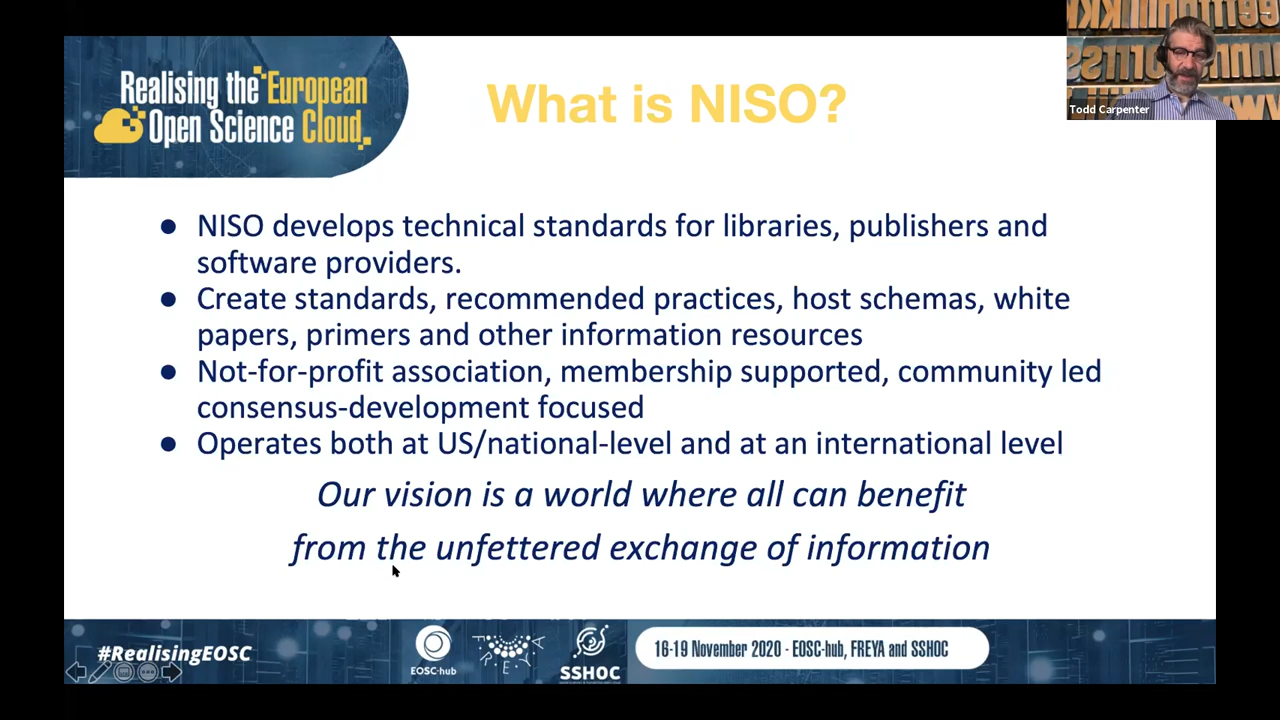 Realising the European
Open Science Cloud
What is NISO?
Todd Carpenter
● NISO develops technical standards for libraries, publishers and
software providers.
● Create standards, recommended practices, host schemas, white
papers, primers and other information resources
● Not-for-profit association, membership supported, community led
consensus-development focused
● Operates both at US/national-level and at an international level
Our vision is a world where all can benefit
from the unfettered exchange of information
#RealisingEOSC
EOSC-hub
FREYA
SSHOC
16-19 November 2020 - EOSC-hub, FREYA and SSHOC